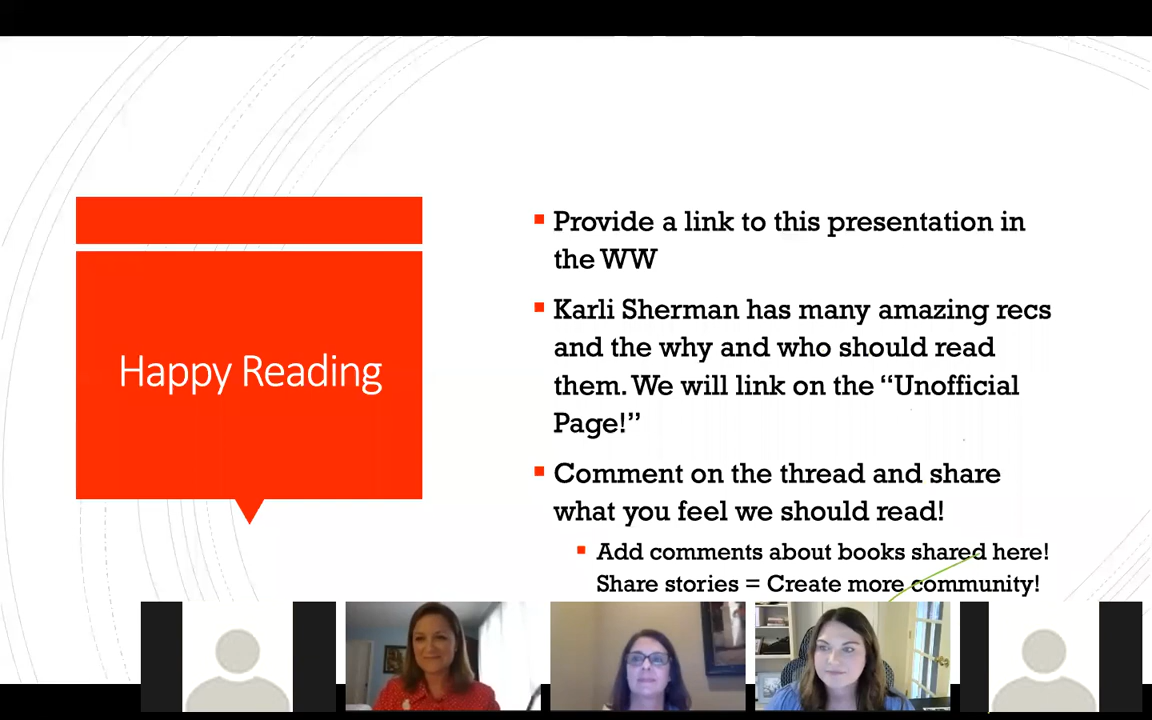 Happy Reading
Provide a link to this presentation in
the WW
Karli Sherman has many amazing recs
and the why and who should read
them. We will link on the “Unofficial
Page!”
Comment on the thread and share
what you feel we should read!
Add comments about books shared here!
Share stories = Create more community!